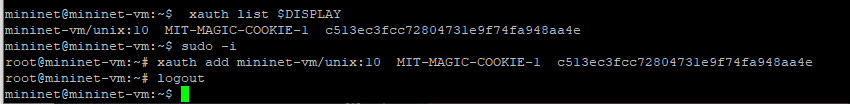 mininet@mininet-vm:~$  xauth list $DISPLAY
mininet-vm/unix:10  MIT-MAGIC-COOKIE-1  c513ec3fcc72804731e9f74fa948aa4e
mininet@mininet-vm:~$ sudo -i
root@mininet-vm:~# xauth add mininet-vm/unix:10  MIT-MAGIC-COOKIE-1  c513ec3fcc72804731e9f74fa948aa4e
root@mininet-vm:~# logout
mininet@mininet-vm:~$